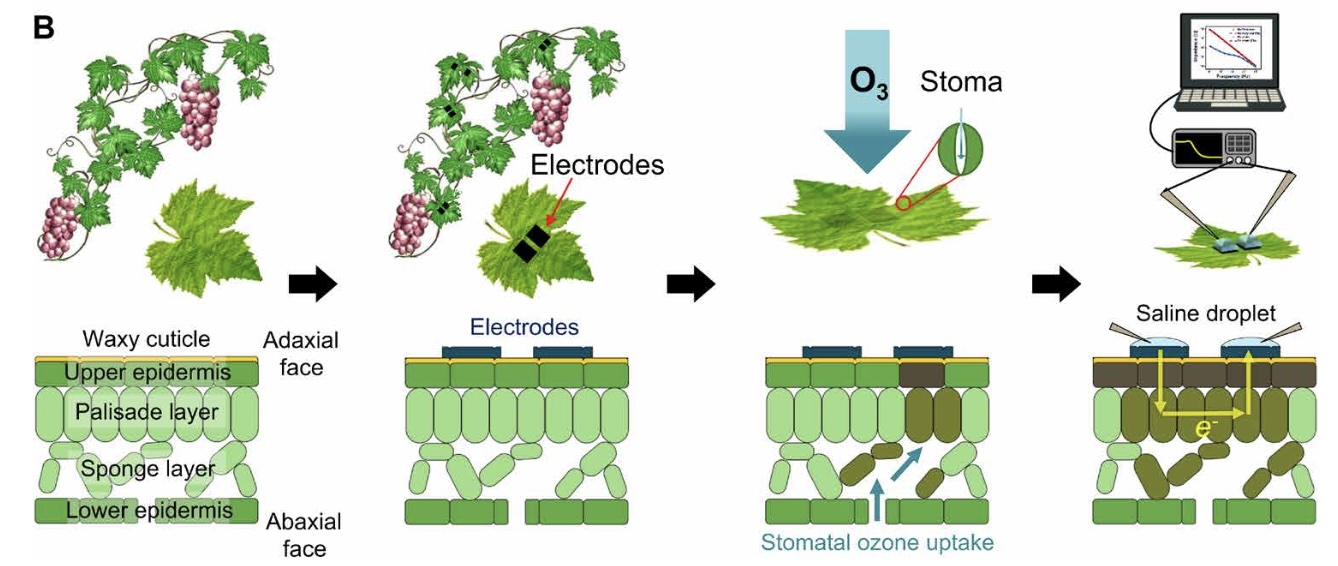 B
Electrodes
O3
Stoma
Waxy cuticle
Adaxial
face
Upper epidermis
Palisade layer
Sponge layer
Lower epidermis
Abaxial
face
Electrodes
Stomatal ozone uptake
Saline droplet
e-